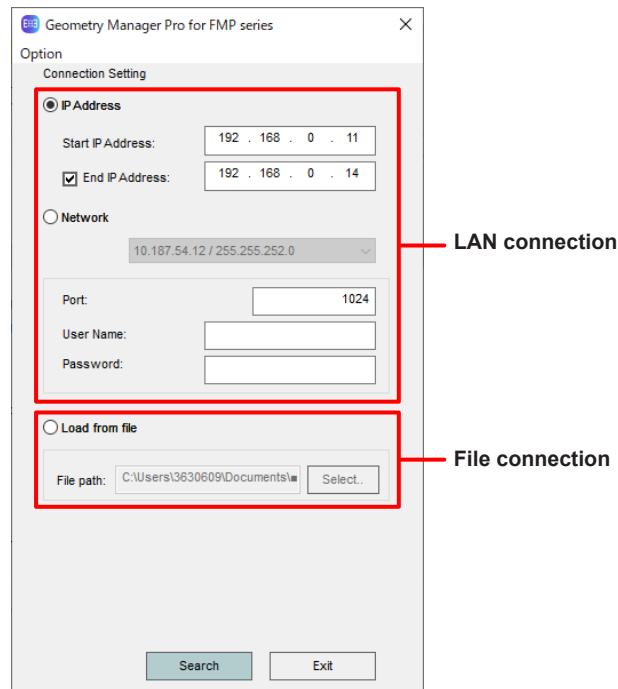 Geometry Manager Pro for FMP series
Option
Connection Setting
IP Address
Start IP Address: 192 . 168 . 0 . 11
End IP Address: 192 . 168 . 0 . 14
Network
10.187.54.12 / 255.255.252.0
LAN connection
Port: 1024
User Name:
Password:
Load from file
File connection
File path: C:\Users\3630609\Documents\■ Select..
Search Exit